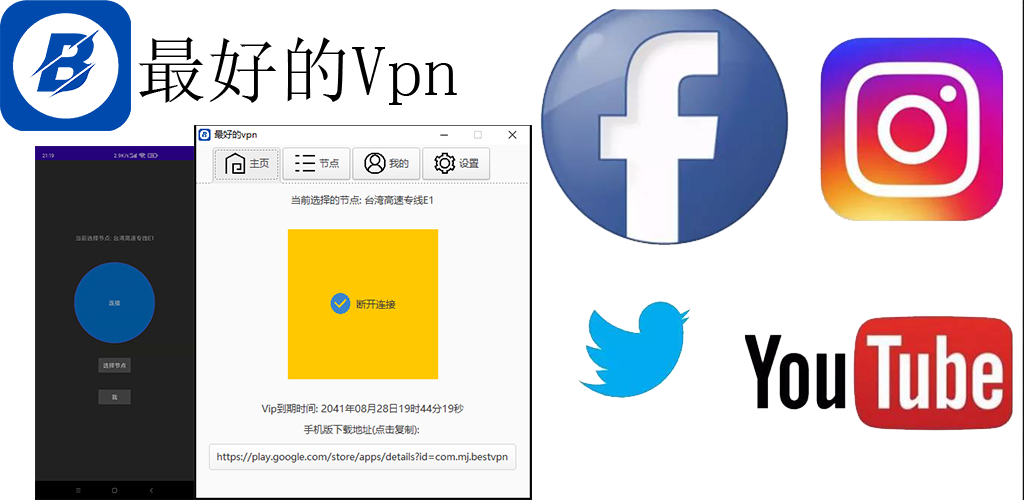 最好的Vpn
21:19
2.9K/s
当前选择节点: 台湾高速专线E1
连接
选择节点
我
最好的vpn
主页
节点
我的
设置
当前选择的节点: 台湾高速专线E1
断开连接
Vip到期时间: 2041年08月28日19时44分19秒
手机版下载地址(点击复制):
https://play.google.com/store/apps/details?id=com.mj.bestvpn
f
You Tube